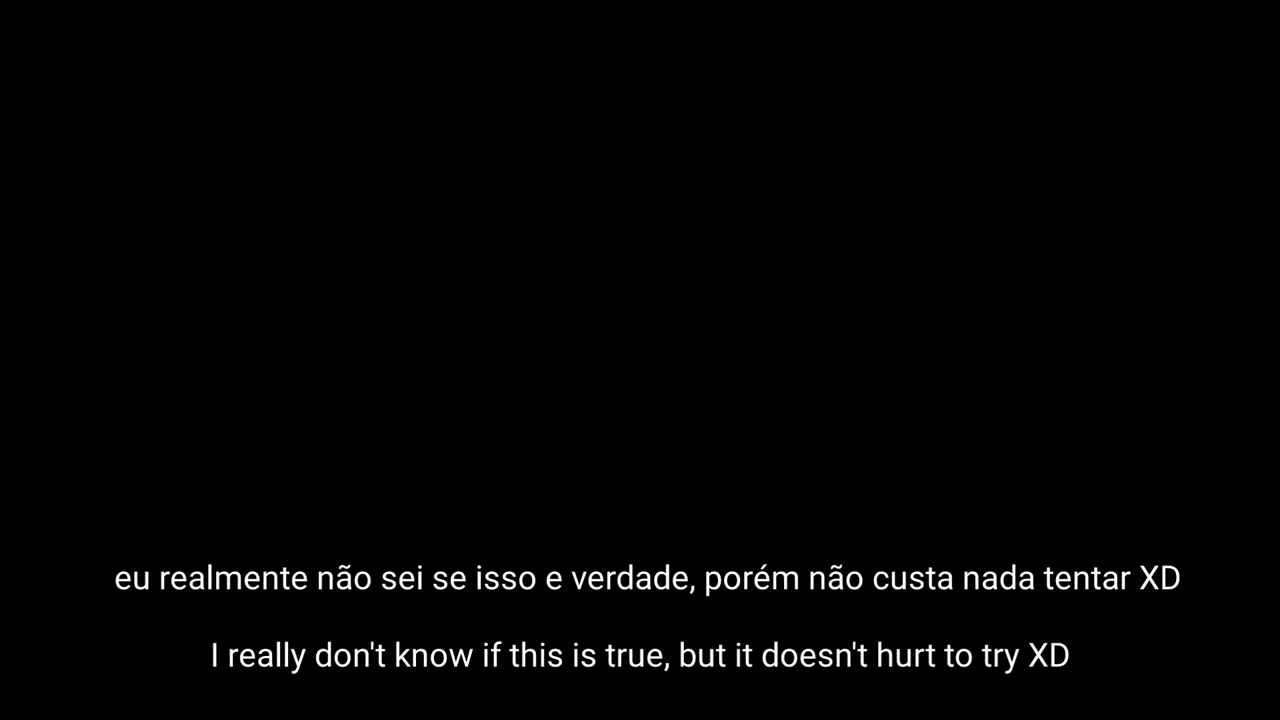 eu realmente não sei se isso e verdade, porém não custa nada tentar XD
I really don't know if this is true, but it doesn't hurt to try XD